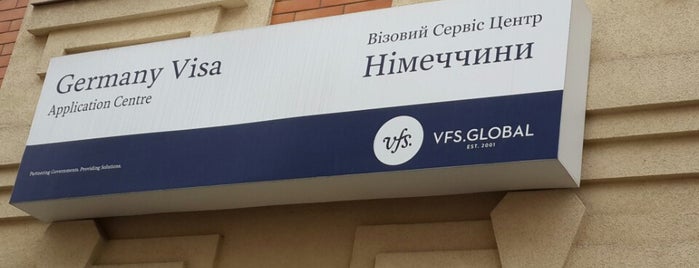 Germany Visa
Application Centre
Візовий Сервіс Центр
Німеччини
Partnering Governments. Providing Solutions.
vfs.
VFS.GLOBAL
EST. 2001